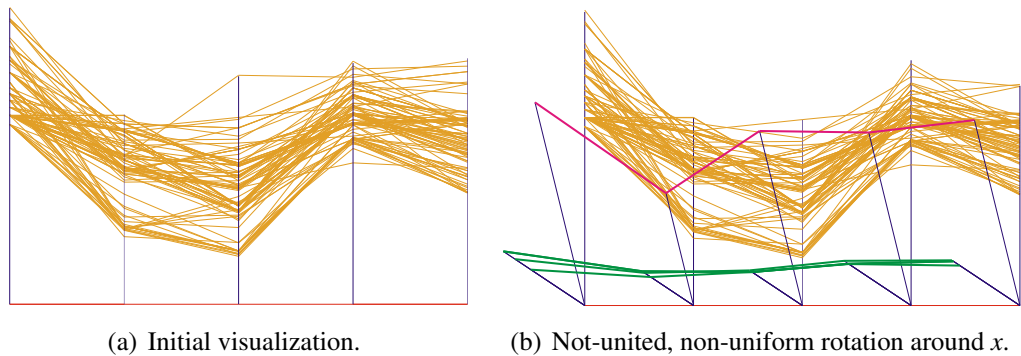 (a) Initial visualization.
(b) Not-united, non-uniform rotation around x.